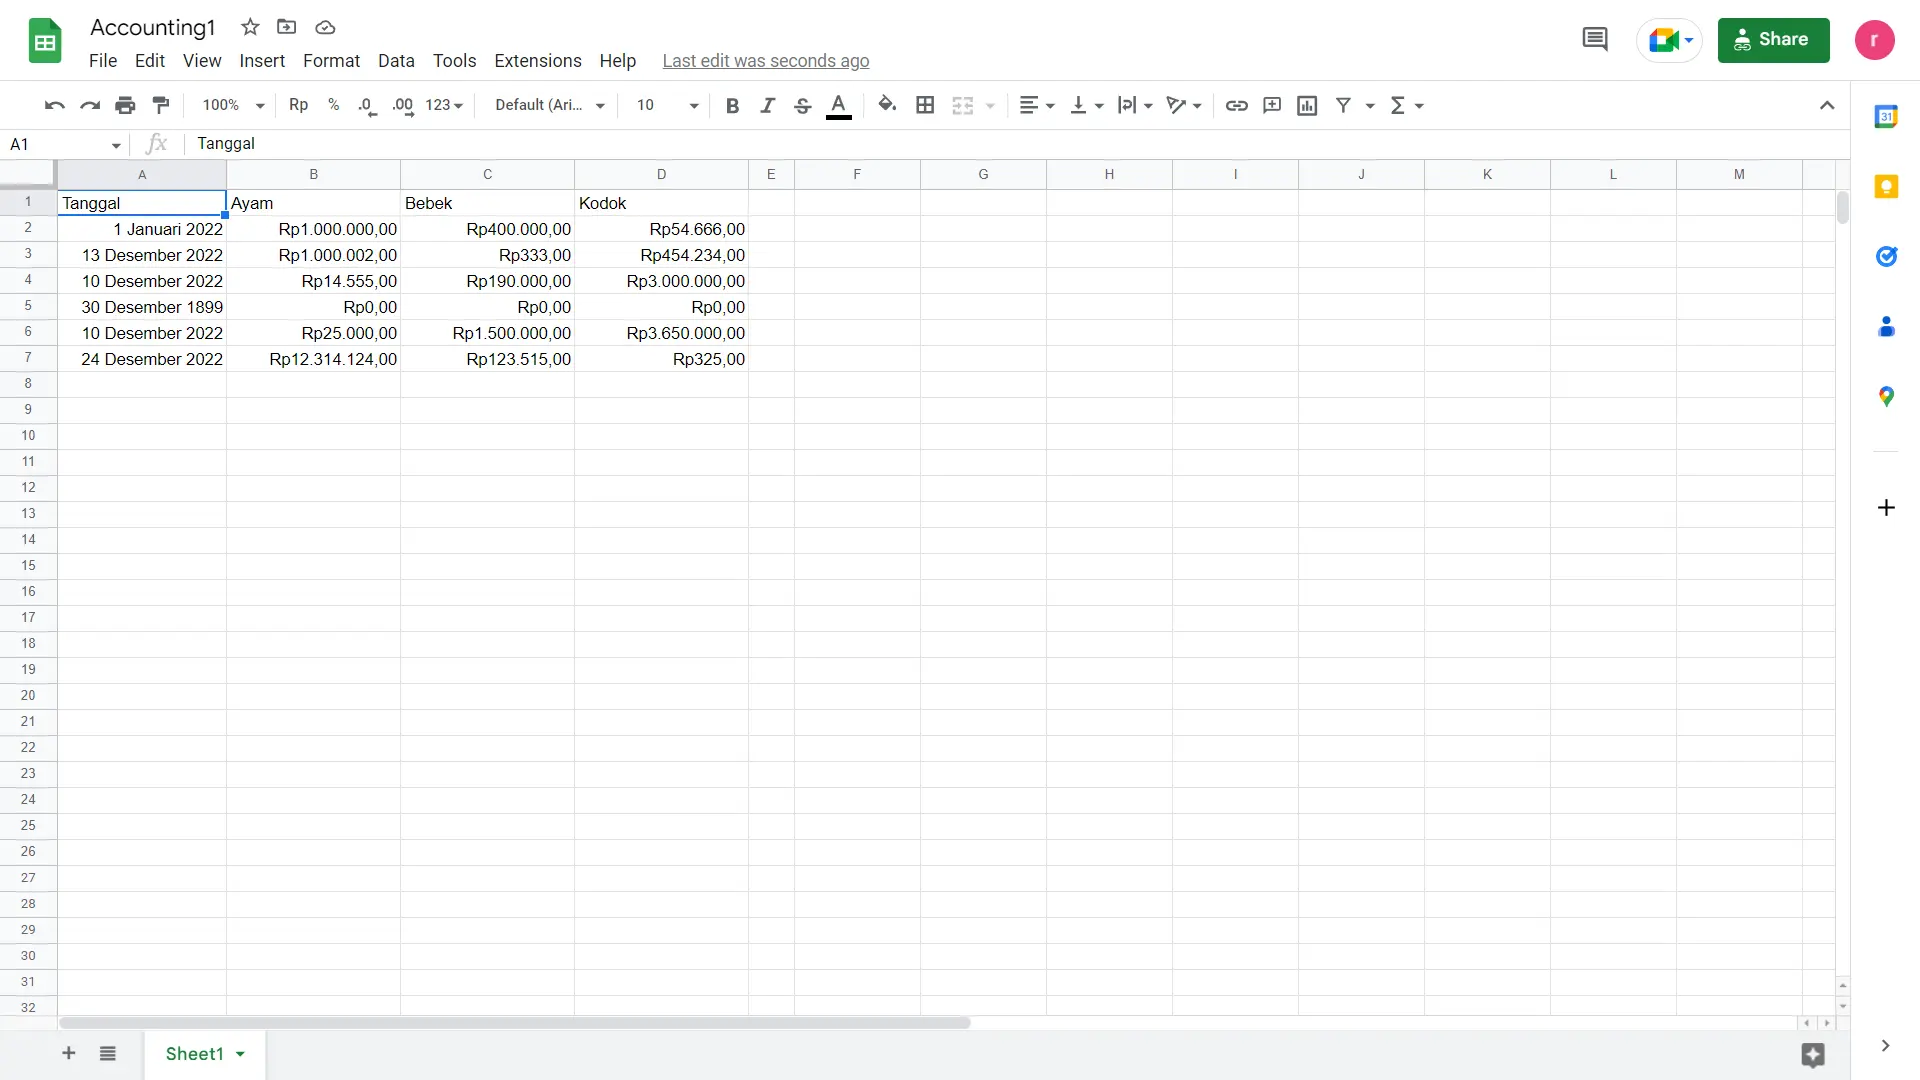 Accounting1
Share
r
File Edit View Insert Format Data Tools Extensions Help Last edit was seconds ago
100% Rp % .0 .00 123 Default (Ari... 10 B I S A
31
A1 fx Tanggal
A B C D E F G H I J K L M
1 Tanggal Ayam Bebek Kodok
2 1 Januari 2022 Rp1.000.000,00 Rp400.000,00 Rp54.666,00
3 13 Desember 2022 Rp1.000.002,00 Rp333,00 Rp454.234,00
4 10 Desember 2022 Rp14.555,00 Rp190.000,00 Rp3.000.000,00
5 30 Desember 1899 Rp0,00 Rp0,00 Rp0,00
6 10 Desember 2022 Rp25.000,00 Rp1.500.000,00 Rp3.650.000,00
7 24 Desember 2022 Rp12.314.124,00 Rp123.515,00 Rp325,00
8
9
10
11
12
13
14
15
16
17
18
19
20
21
22
23
24
25
26
27
28
29
30
31
32
Sheet1